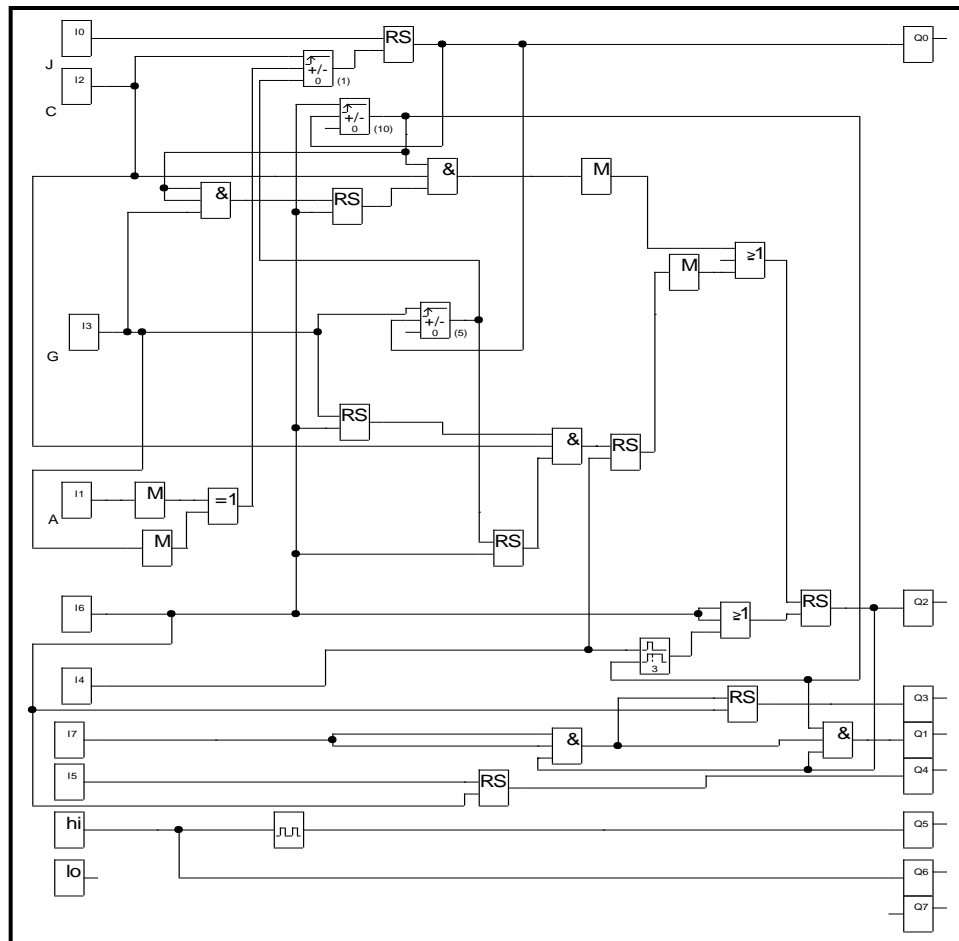 I0
RS
Q0
J
+/-
0 (1)
I2
C
+/-
0 (10)
&
M
&
RS
≥1
M
I3
+/-
0 (5)
G
RS
&
RS
I1
M
=1
A
M
RS
I6
RS
Q2
≥1
3
I4
RS
Q3
I7
&
&
Q1
I5
RS
Q4
hi
Q5
lo
Q6
Q7